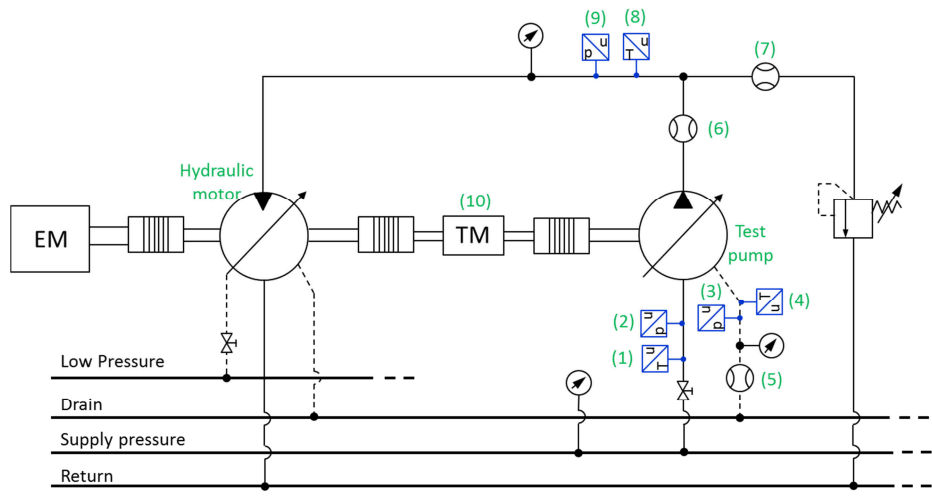 (9)
(8)
p
u
T
u
(7)
(6)
Hydraulic
motor
(10)
EM
TM
Test
pump
(3)
(4)
u
p
u
T
(2)
u
p
(1)
u
T
(5)
Low Pressure
Drain
Supply pressure
Return